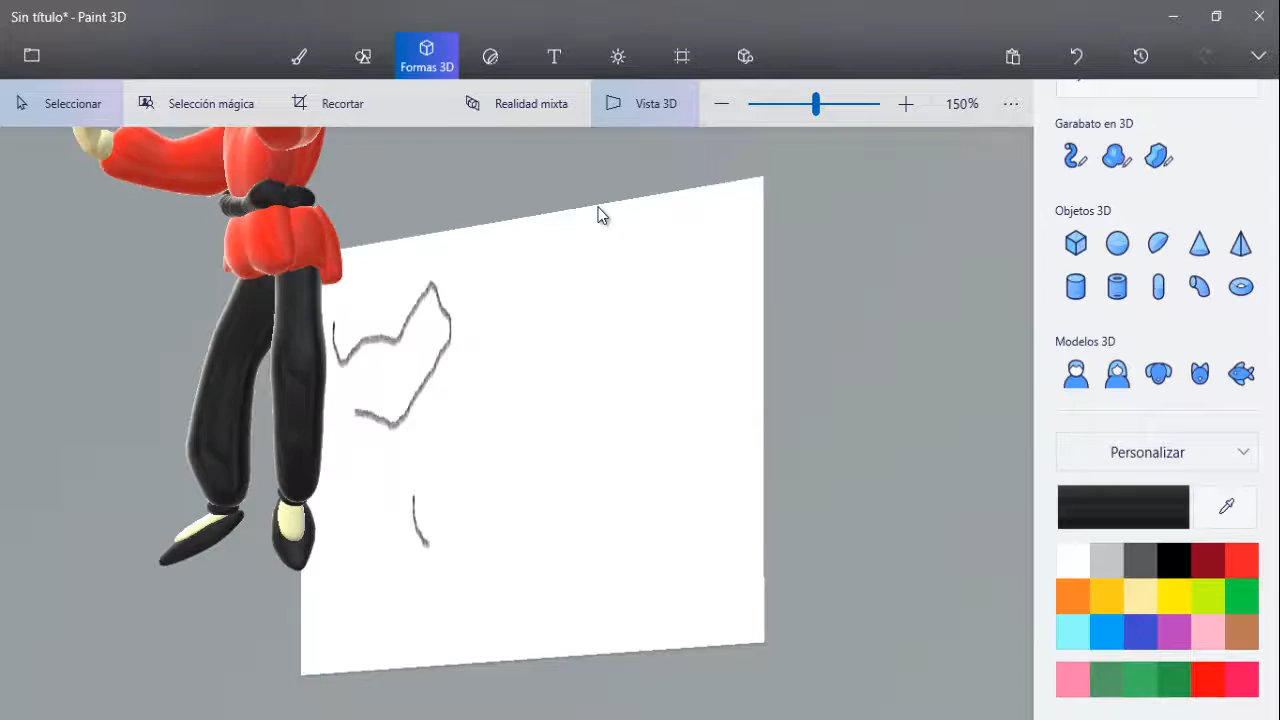 Sin título* - Paint 3D
Formas 3D
Seleccionar Selección mágica Recortar Realidad mixta Vista 3D 150%
Garabato en 3D
Objetos 3D
Modelos 3D
Personalizar